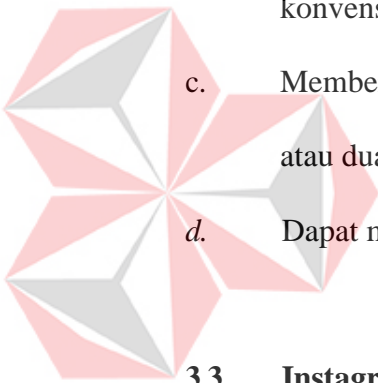 konvens
c. Membe
atau dua
d. Dapat n
3.3 Instagr